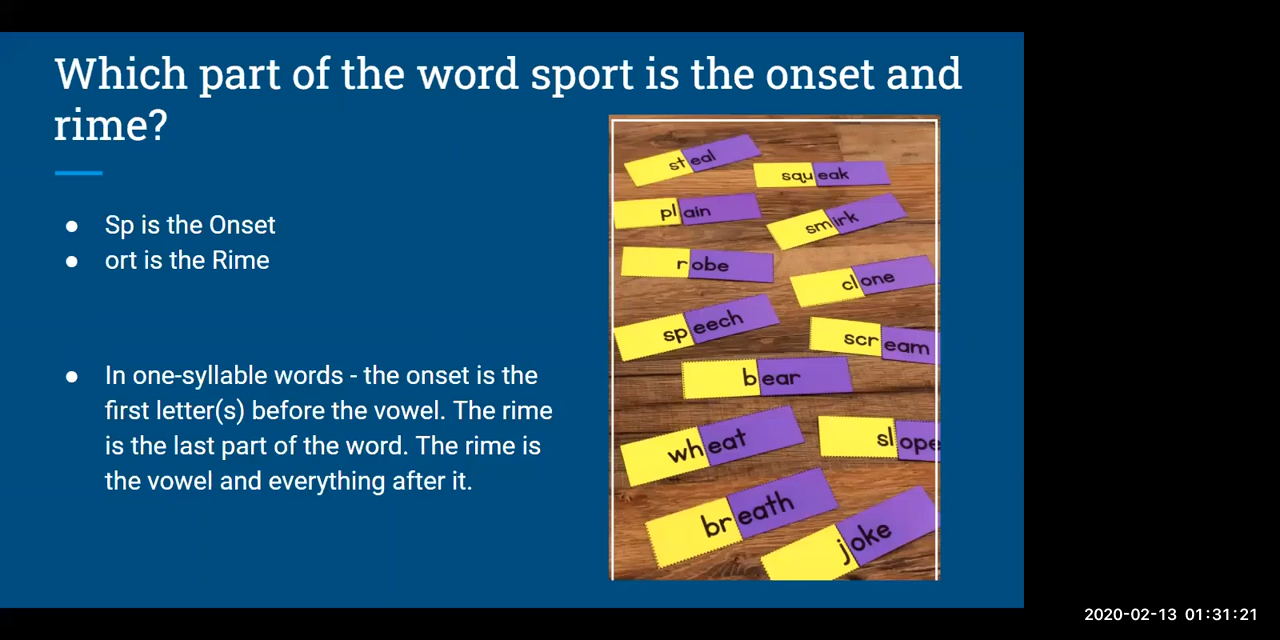 Which part of the word sport is the onset and
rime?
● Sp is the Onset
● ort is the Rime
● In one-syllable words - the onset is the
first letter(s) before the vowel. The rime
is the last part of the word. The rime is
the vowel and everything after it.
steal
squeak
plain
smirk
robe
clone
speech
scream
bear
wheat
slope
breath
joke
2020-02-13 01:31:21